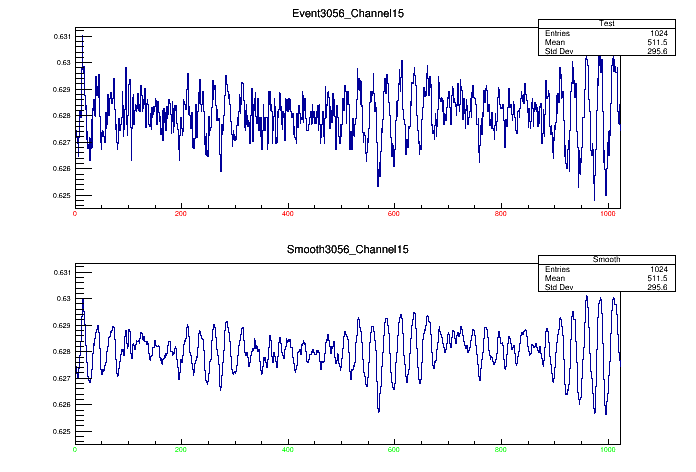 Event3056_Channel15
Test
Entries 1024
Mean 511.5
Std Dev 295.6
0.631
0.63
0.629
0.628
0.627
0.626
0.625
0 200 400 600 800 1000
Smooth3056_Channel15
Smooth
Entries 1024
Mean 511.5
Std Dev 295.6
0.631
0.63
0.629
0.628
0.627
0.626
0.625
0 200 400 600 800 1000